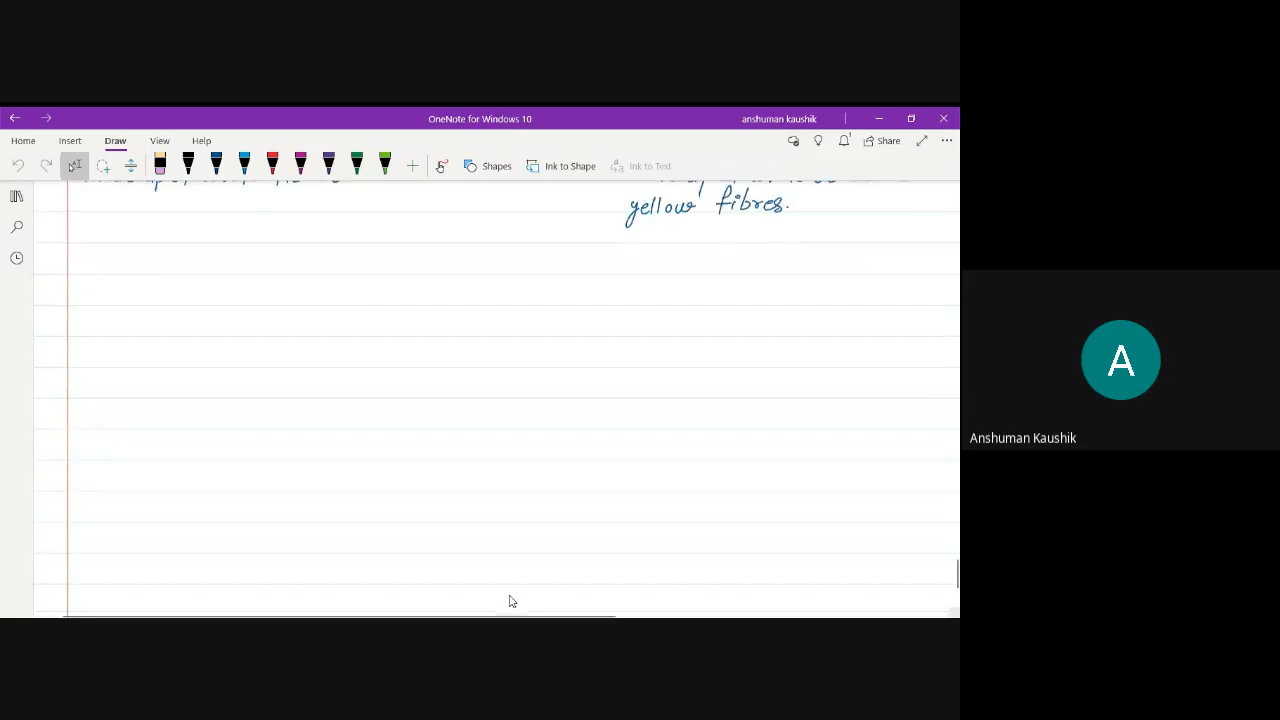 OneNote for Windows 10
anshuman kaushik
Home Insert Draw View Help
Share
Shapes Ink to Shape Ink to Text
yellow fibres.
A
Anshuman Kaushik